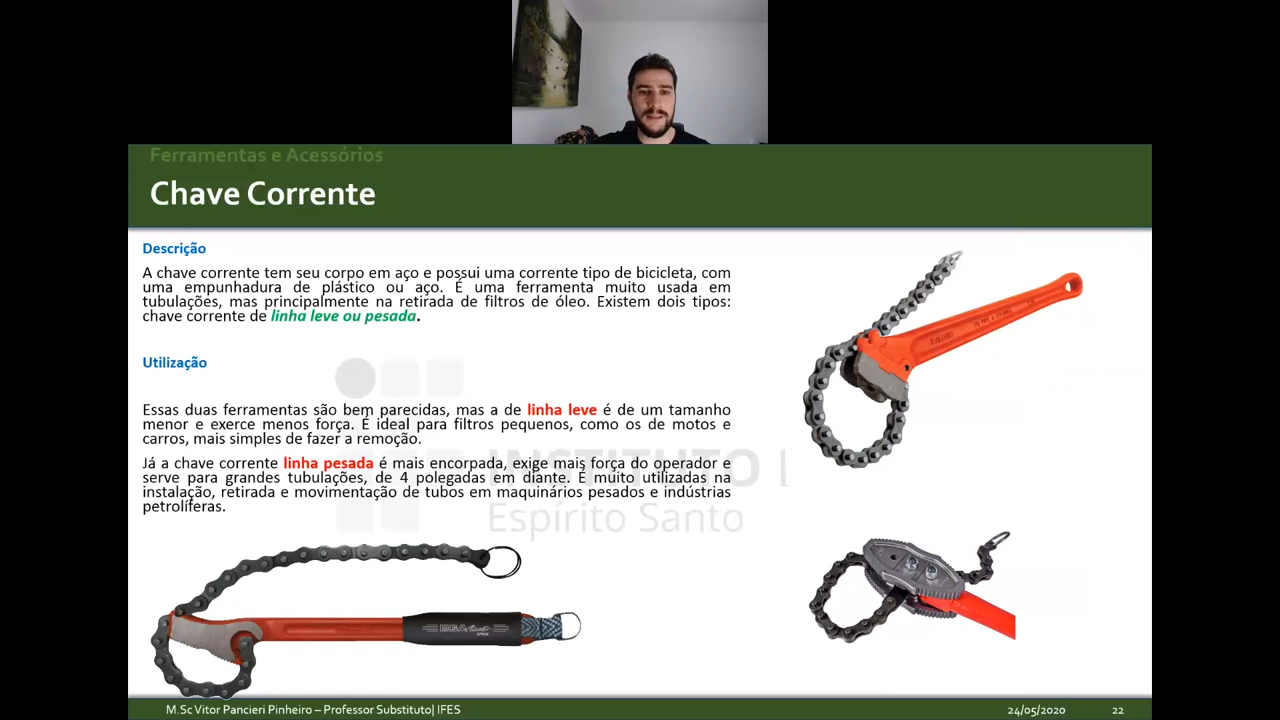 Ferramentas e Acessórios
Chave Corrente
Descrição
A chave corrente tem seu corpo em aço e possui uma corrente tipo de bicicleta, com
uma empunhadura de plástico ou aço. É uma ferramenta muito usada em
tubulações, mas principalmente na retirada de filtros de óleo. Existem dois tipos:
chave corrente de linha leve ou pesada.
Utilização
Essas duas ferramentas são bem parecidas, mas a de linha leve é de um tamanho
menor e exerce menos força. É ideal para filtros pequenos, como os de motos e
carros, mais simples de fazer a remoção.
Já a chave corrente linha pesada é mais encorpada, exige mais força do operador e
serve para grandes tubulações, de 4 polegadas em diante. É muito utilizadas na
instalação, retirada e movimentação de tubos em maquinários pesados e indústrias
petrolíferas.
INSTITUTO
Espírito Santo
M.Sc Vitor Pancieri Pinheiro – Professor Substituto| IFES
24/05/2020
22